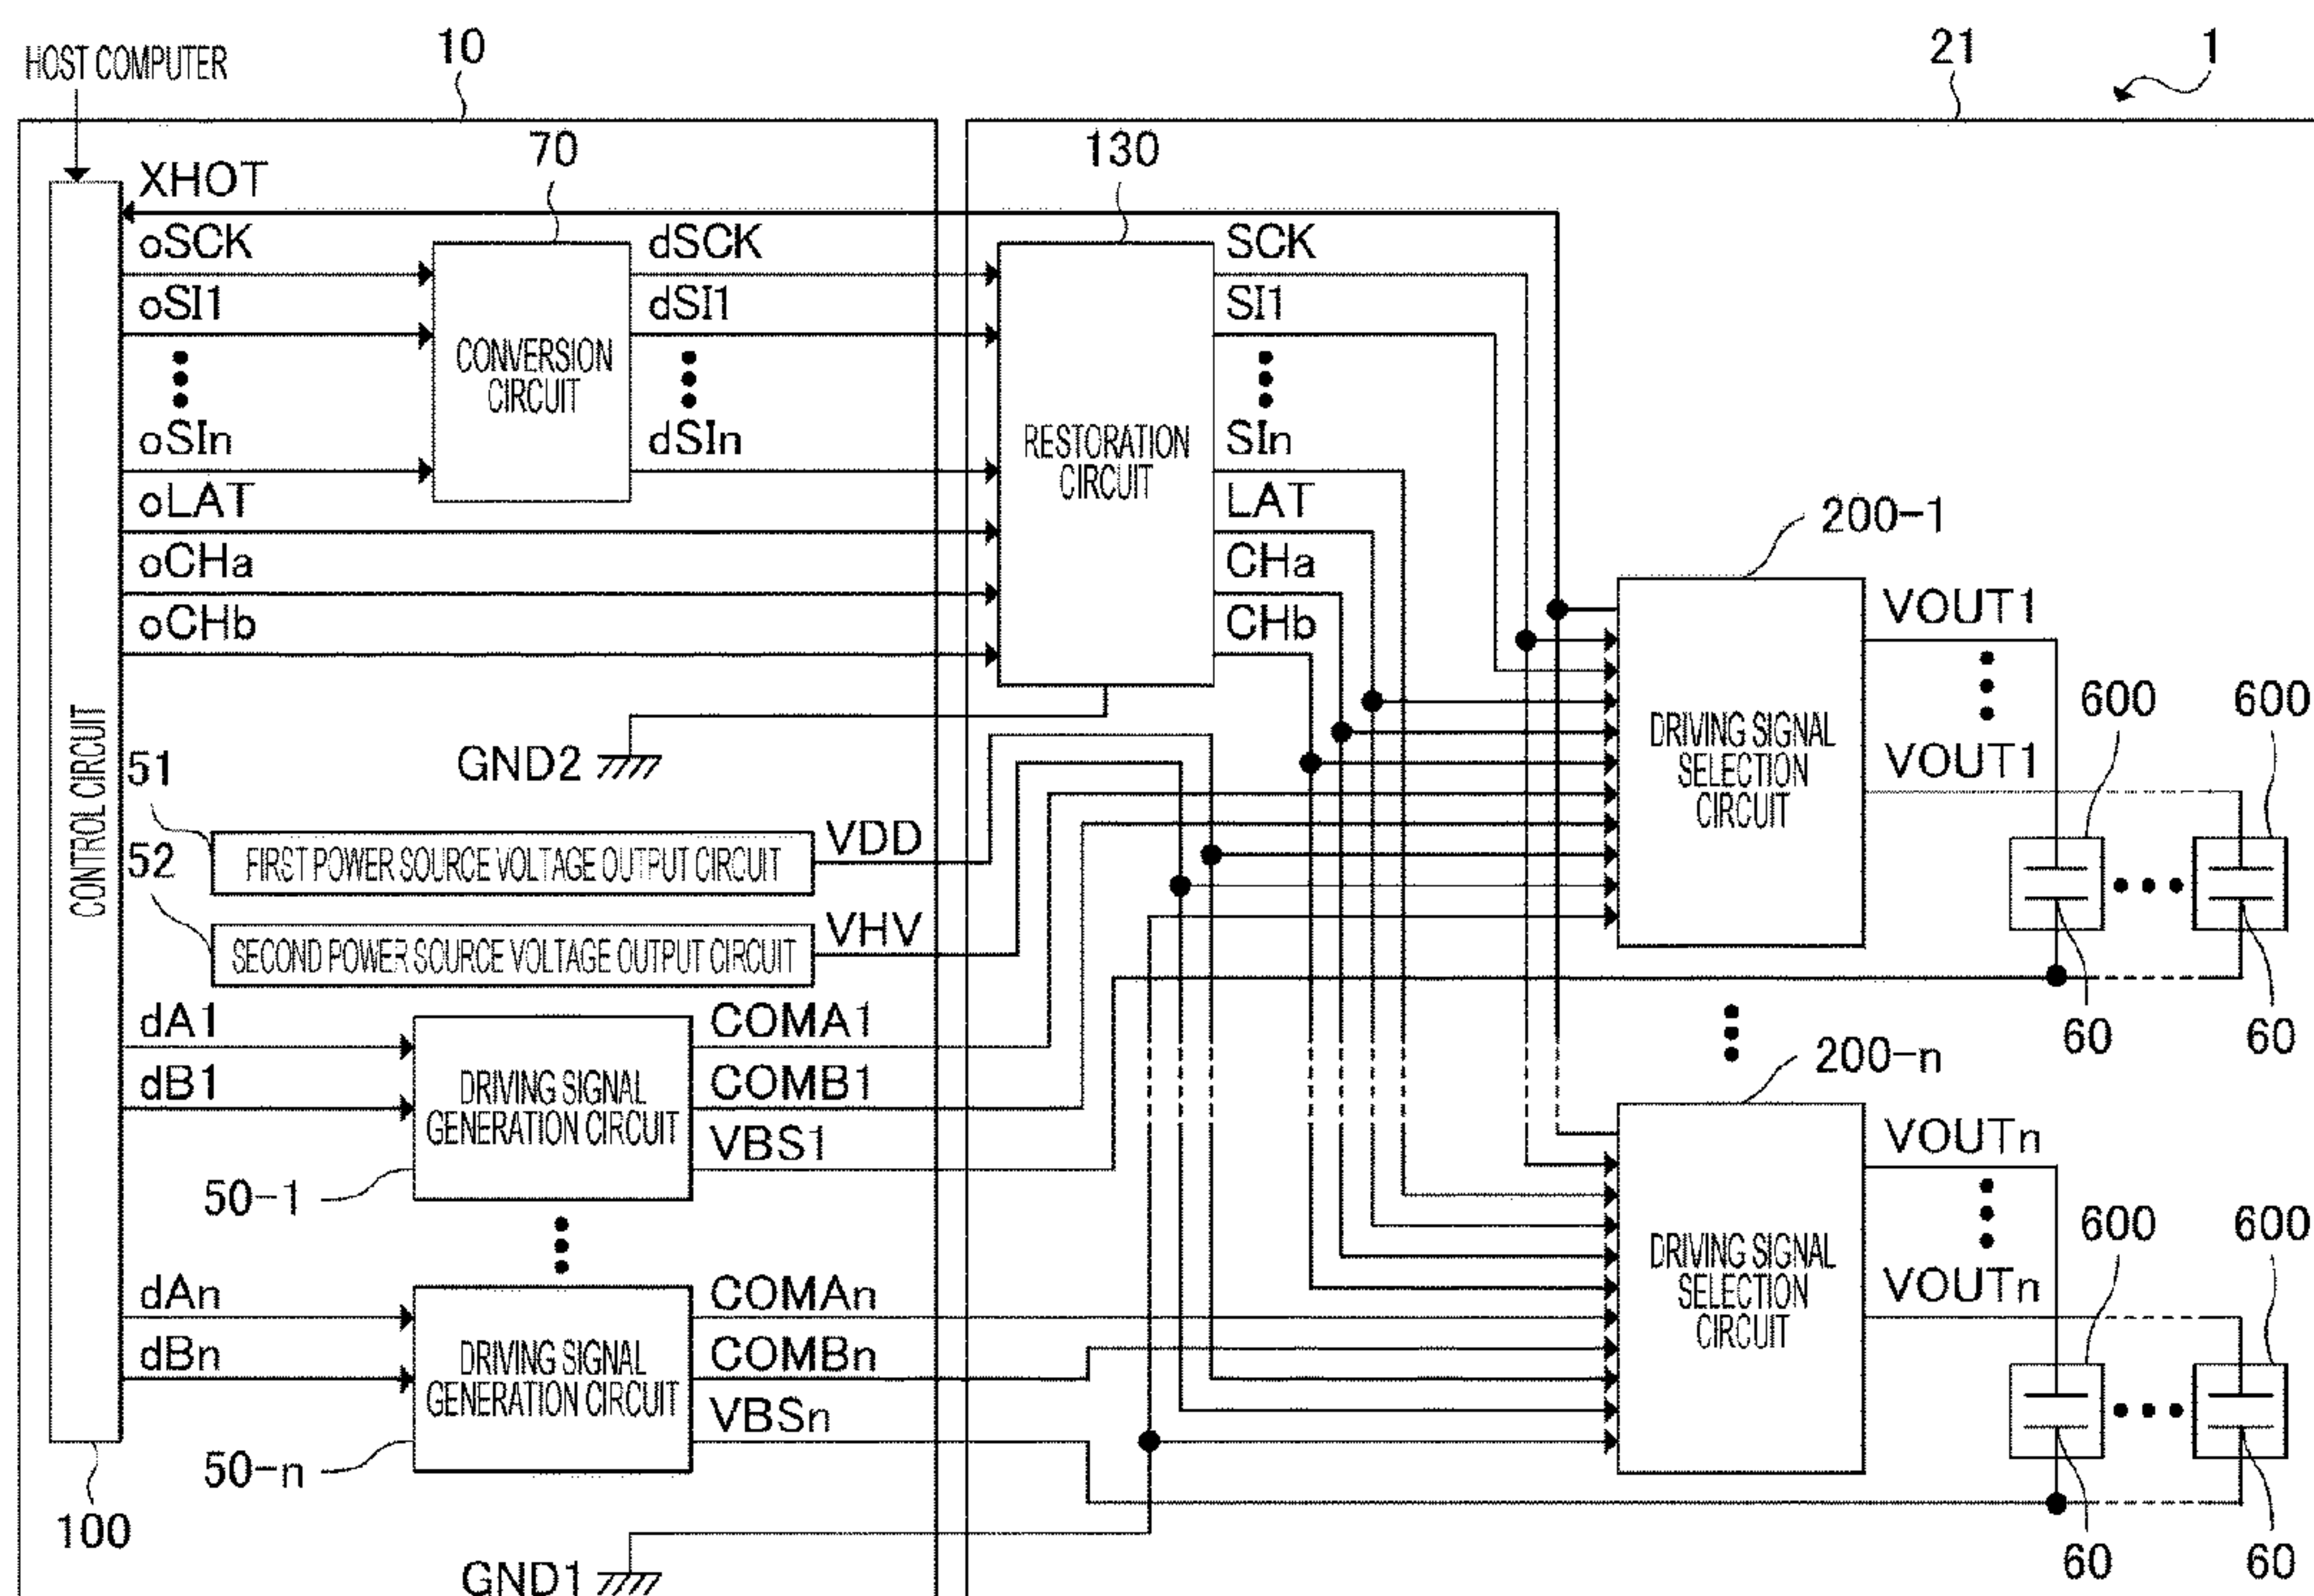 HOST COMPUTER
10
21
1
70
130
XHOT
oSCK
dSCK
SCK
oSI1
dSI1
SI1
CONVERSION
CIRCUIT
oSIn
dSIn
SIn
RESTORATION
CIRCUIT
oLAT
LAT
oCHa
CHa
oCHb
CHb
200-1
VOUT1
VOUT1
600
600
DRIVING SIGNAL
SELECTION
CIRCUIT
GND2
CONTROL CIRCUIT
51
FIRST POWER SOURCE VOLTAGE OUTPUT CIRCUIT
VDD
52
SECOND POWER SOURCE VOLTAGE OUTPUT CIRCUIT
VHV
60
60
dA1
COMA1
dB1
COMB1
DRIVING SIGNAL
GENERATION CIRCUIT
VBS1
50-1
200-n
VOUTn
VOUTn
600
600
DRIVING SIGNAL
SELECTION
CIRCUIT
dAn
COMAn
dBn
COMBn
DRIVING SIGNAL
GENERATION CIRCUIT
VBSn
50-n
100
GND1
60
60